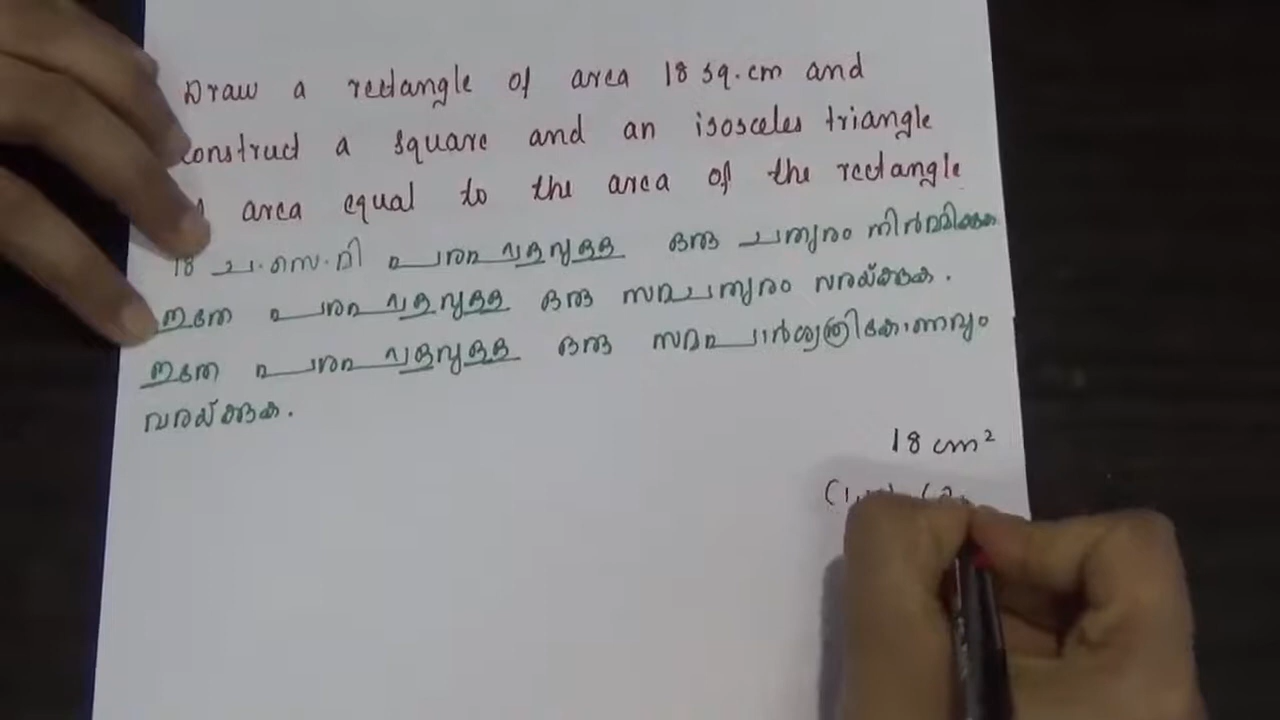 Draw a rectangle of area 18 sq.cm and
construct a square and an isosceles triangle
area equal to the area of the rectangle
18 ച.സെ.മി പരപ്പളവുള്ള ഒരു ചതുരം നിർമ്മിക്കുക
ഇതേ പരപ്പളവുള്ള ഒരു സമചതുരം വരയ്ക്കുക.
ഇതേ പരപ്പളവുള്ള ഒരു സമപാർശ്വത്രികോണവും
വരയ്ക്കുക.
18 cm²